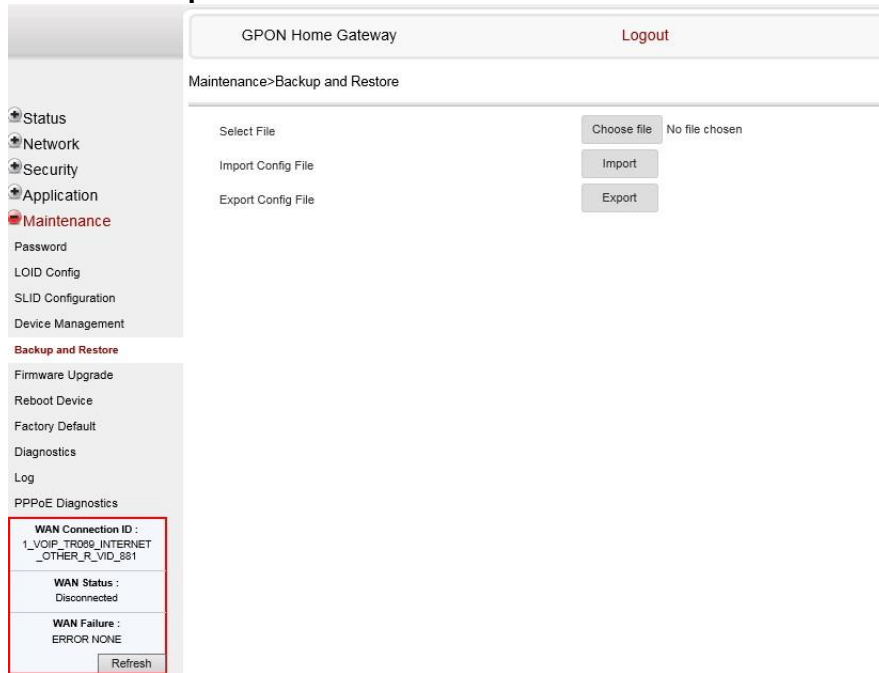 GPON Home Gateway
Logout
Maintenance>Backup and Restore
Status
Network
Security
Application
Maintenance
Password
LOID Config
SLID Configuration
Device Management
Backup and Restore
Firmware Upgrade
Reboot Device
Factory Default
Diagnostics
Log
PPPoE Diagnostics
WAN Connection ID :
1_VOIP_TR069_INTERNET
_OTHER_R_VID_881
WAN Status :
Disconnected
WAN Failure :
ERROR NONE
Refresh
Select File
Choose file No file chosen
Import Config File
Import
Export Config File
Export